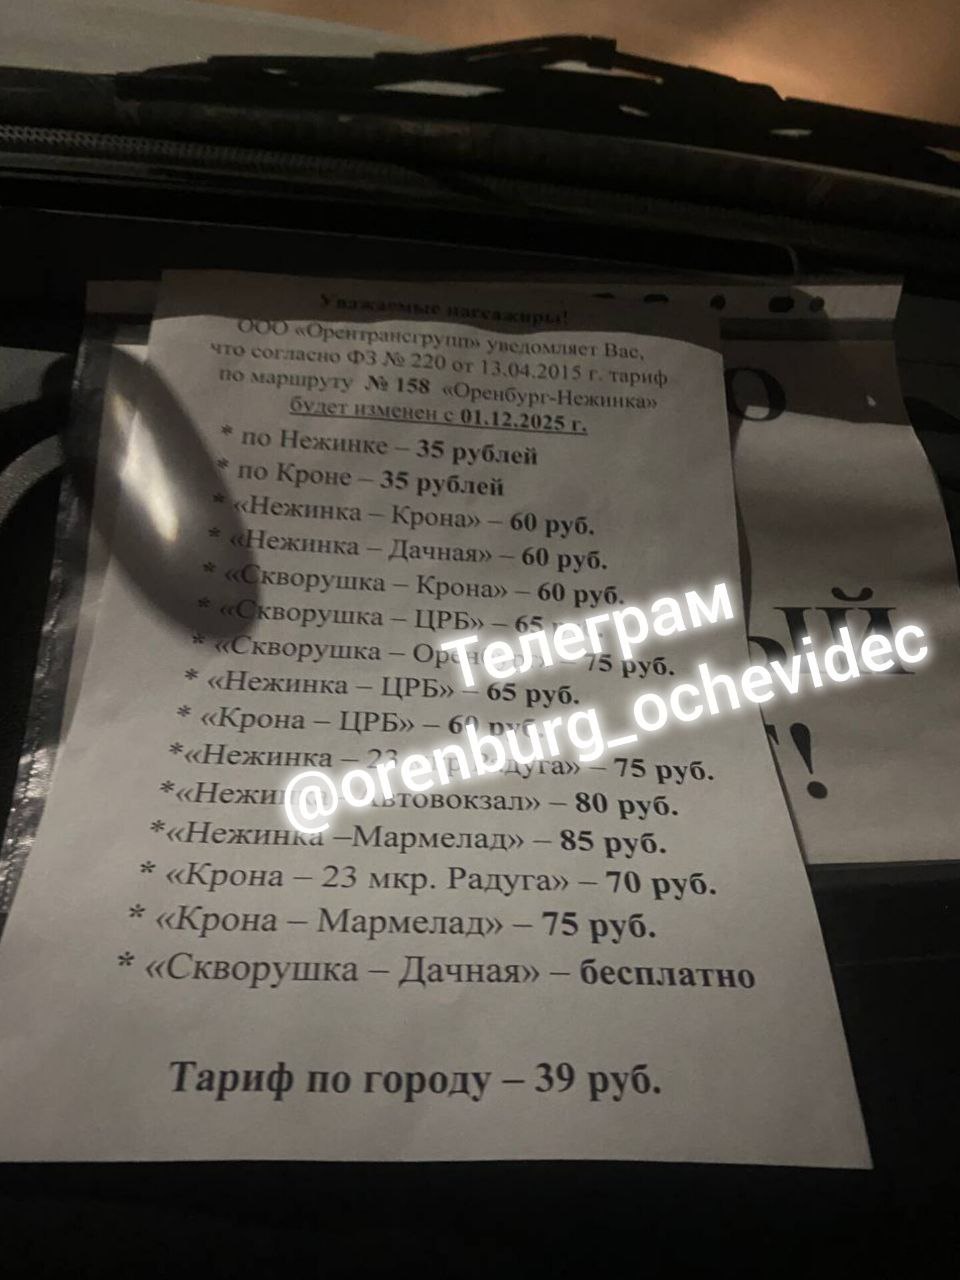 Уважаемые пассажиры!
ООО «Орентрансгрупп» уведомляет Вас,
что согласно ФЗ № 220 от 13.04.2015 г. тариф
по маршруту № 158 «Оренбург-Нежинка»
будет изменен с 01.12.2025 г.
* по Нежинке – 35 рублей
* по Кроне – 35 рублей
* «Нежинка – Крона» – 60 руб.
* «Нежинка – Дачная» – 60 руб.
* «Скворушка – Крона» – 60 руб.
* «Скворушка – ЦРБ» – 65
* «Скворушка – – 75 руб.
* «Нежинка – ЦРБ» – 65 руб.
* «Крона – ЦРБ» – 60 руб.
*«Нежинка – 23 мкр. Радуга» – 75 руб.
*«Нежинка – Автовокзал» – 80 руб.
*«Нежинка –Мармелад» – 85 руб.
* «Крона – 23 мкр. Радуга» – 70 руб.
* «Крона – Мармелад» – 75 руб.
* «Скворушка – Дачная» – бесплатно
Тариф по городу – 39 руб.
Телеграм
@orenburg_ochevidec